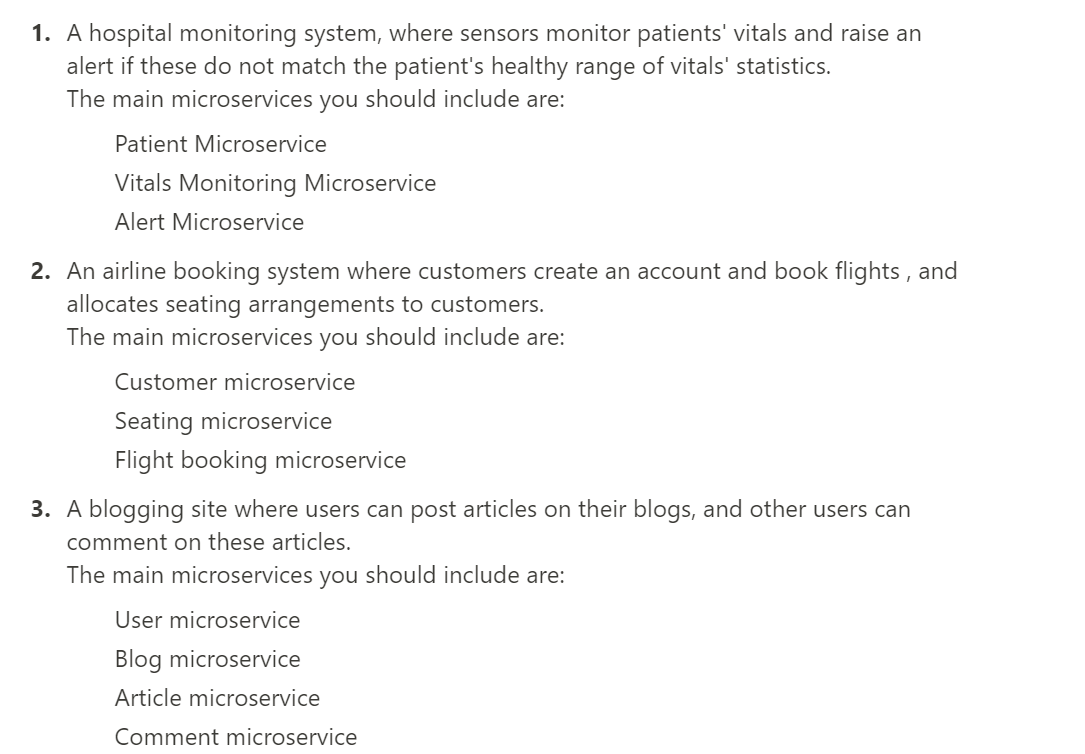 1. A hospital monitoring system, where sensors monitor patients' vitals and raise an
alert if these do not match the patient's healthy range of vitals' statistics.
The main microservices you should include are:
Patient Microservice
Vitals Monitoring Microservice
Alert Microservice
2. An airline booking system where customers create an account and book flights , and
allocates seating arrangements to customers.
The main microservices you should include are:
Customer microservice
Seating microservice
Flight booking microservice
3. A blogging site where users can post articles on their blogs, and other users can
comment on these articles.
The main microservices you should include are:
User microservice
Blog microservice
Article microservice
Comment microservice